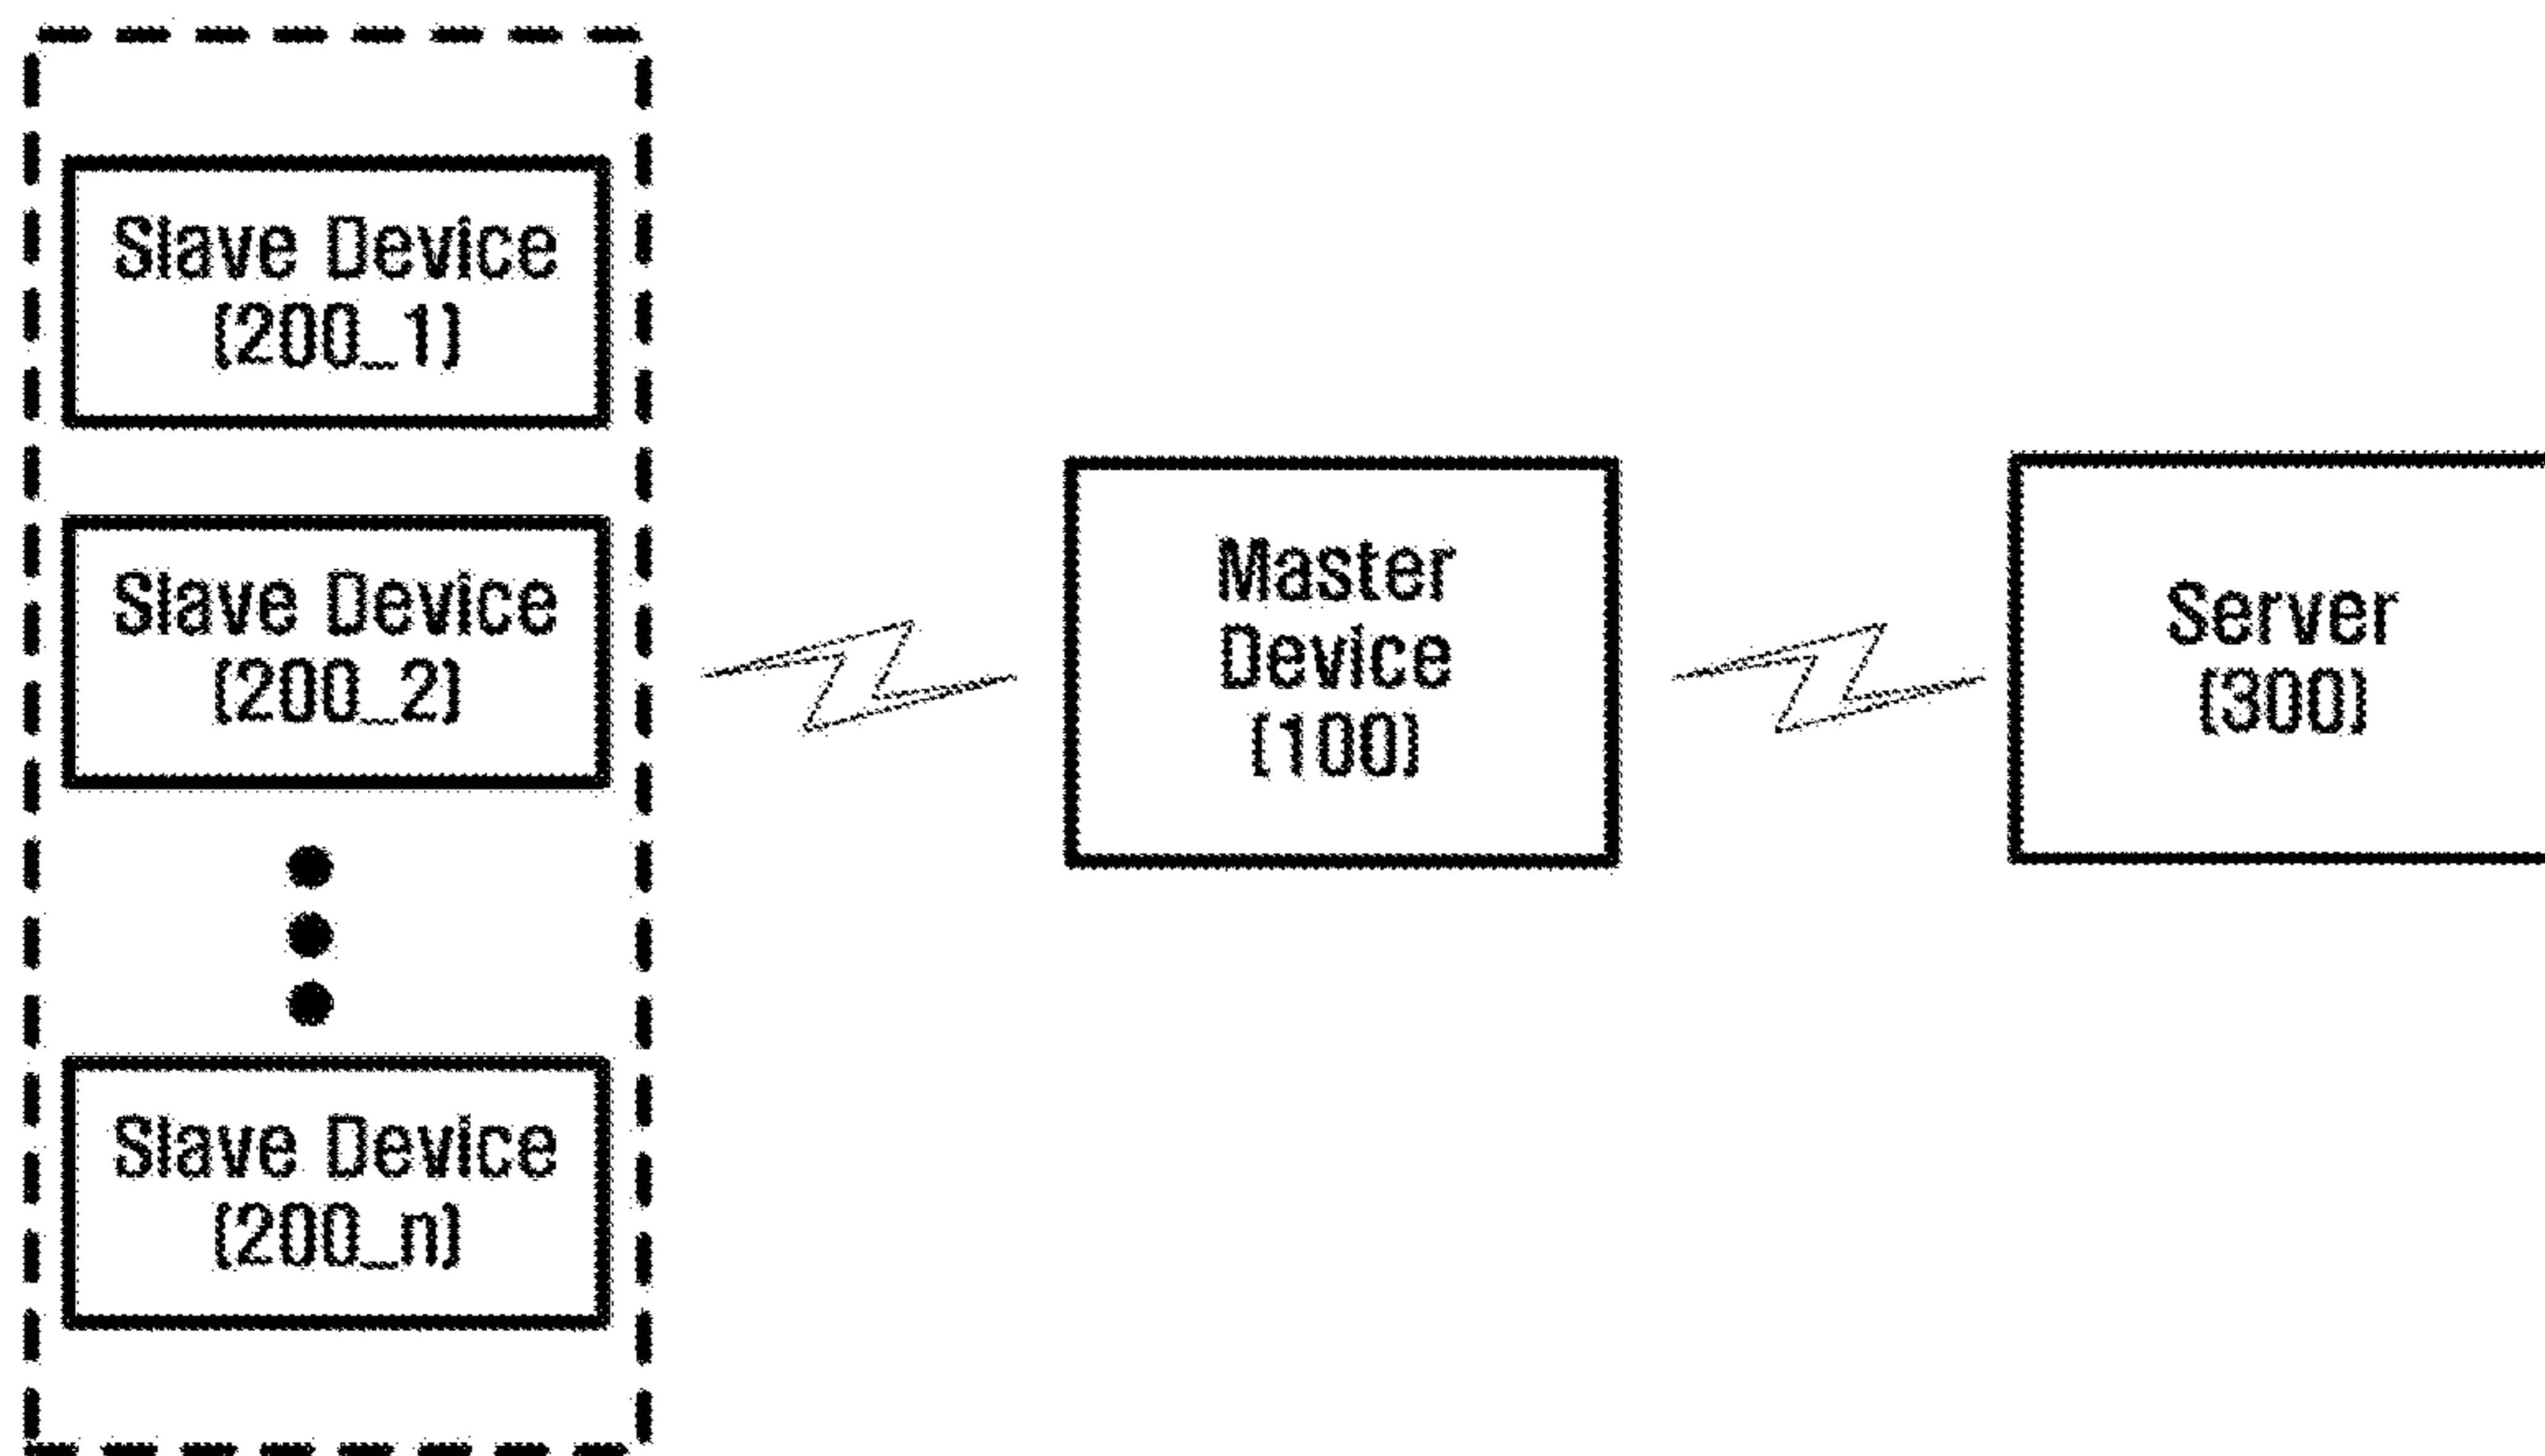 Slave Device
(200_1)
Slave Device
(200_2)
Slave Device
(200_n)
Master
Device
(100)
Server
(300)